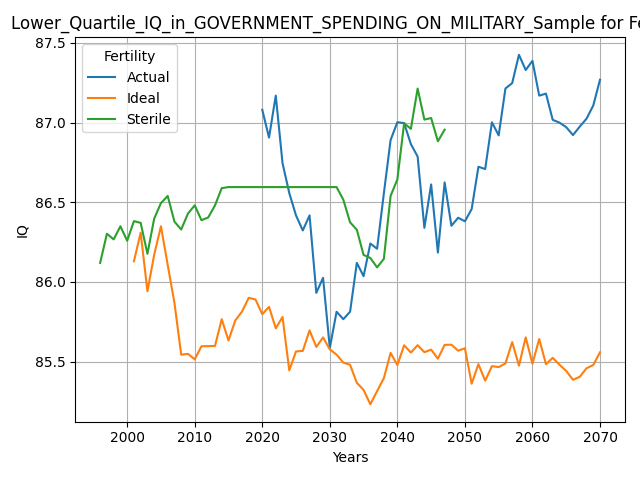 Lower_Quartile_IQ_in_GOVERNMENT_SPENDING_ON_MILITARY_Sample for Fe
87.5
87.0
86.5
86.0
85.5
IQ
Fertility
Actual
Ideal
Sterile
2000 2010 2020 2030 2040 2050 2060 2070
Years